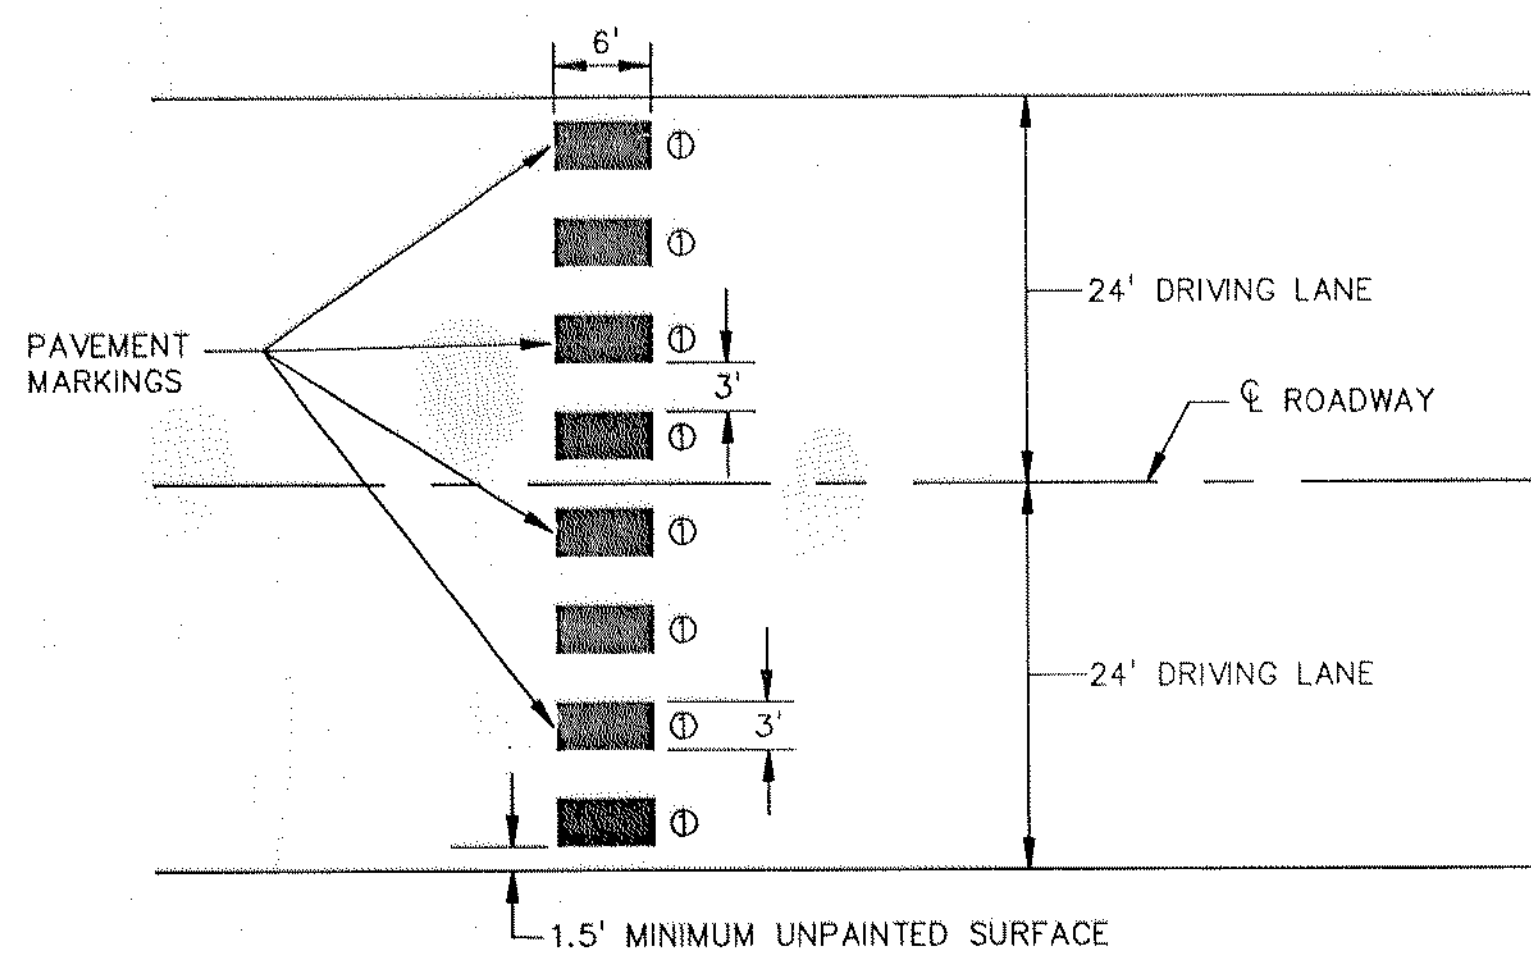 6'
①
①
24' DRIVING LANE
PAVEMENT
MARKINGS
①
3'
℄ ROADWAY
①
①
①
24' DRIVING LANE
①
3'
①
1.5' MINIMUM UNPAINTED SURFACE